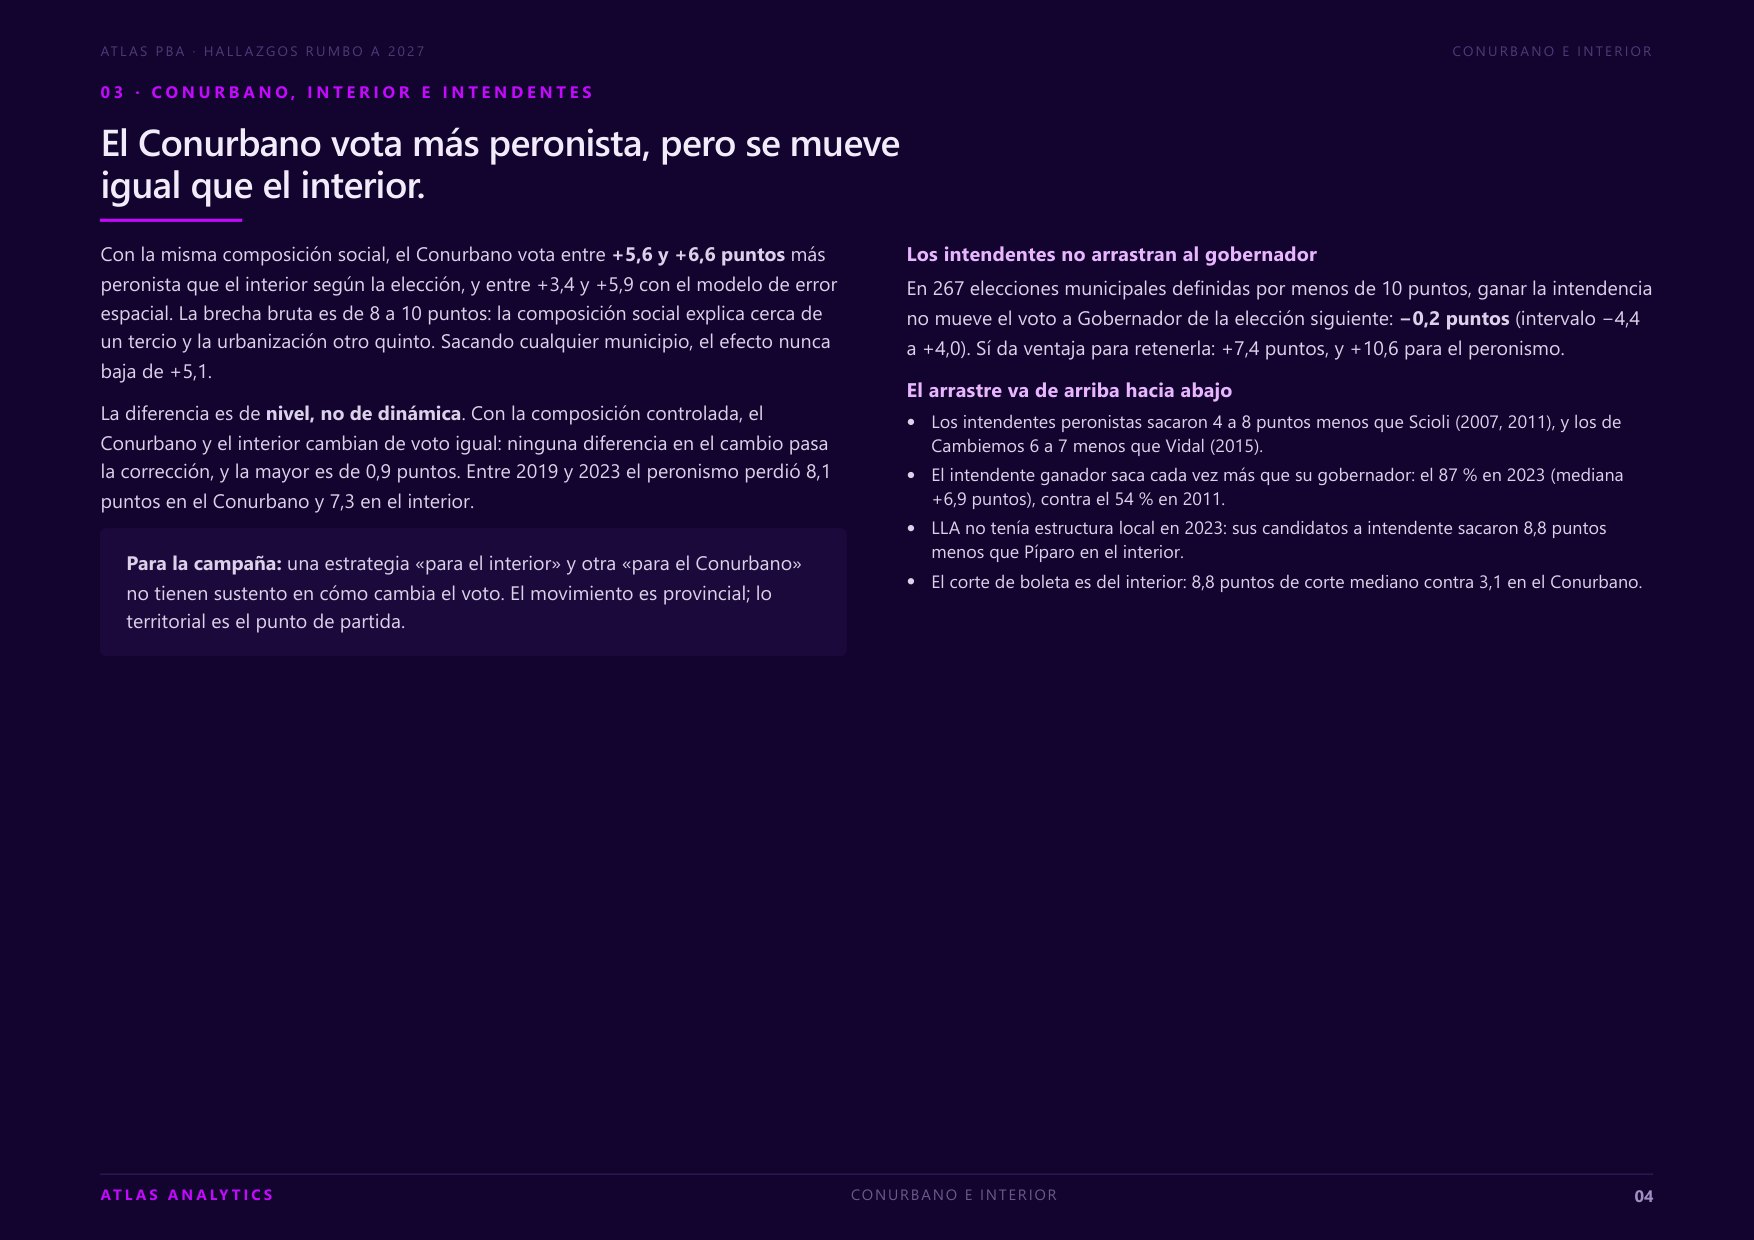 ATLAS PBA · HALLAZGOS RUMBO A 2027
CONURBANO E INTERIOR
03 · CONURBANO, INTERIOR E INTENDENTES
El Conurbano vota más peronista, pero se mueve
igual que el interior.
Con la misma composición social, el Conurbano vota entre +5,6 y +6,6 puntos más
peronista que el interior según la elección, y entre +3,4 y +5,9 con el modelo de error
espacial. La brecha bruta es de 8 a 10 puntos: la composición social explica cerca de
un tercio y la urbanización otro quinto. Sacando cualquier municipio, el efecto nunca
baja de +5,1.
La diferencia es de nivel, no de dinámica. Con la composición controlada, el
Conurbano y el interior cambian de voto igual: ninguna diferencia en el cambio pasa
la corrección, y la mayor es de 0,9 puntos. Entre 2019 y 2023 el peronismo perdió 8,1
puntos en el Conurbano y 7,3 en el interior.
Para la campaña: una estrategia «para el interior» y otra «para el Conurbano»
no tienen sustento en cómo cambia el voto. El movimiento es provincial; lo
territorial es el punto de partida.
Los intendentes no arrastran al gobernador
En 267 elecciones municipales definidas por menos de 10 puntos, ganar la intendencia
no mueve el voto a Gobernador de la elección siguiente: −0,2 puntos (intervalo −4,4
a +4,0). Sí da ventaja para retenerla: +7,4 puntos, y +10,6 para el peronismo.
El arrastre va de arriba hacia abajo
• Los intendentes peronistas sacaron 4 a 8 puntos menos que Scioli (2007, 2011), y los de
Cambiemos 6 a 7 menos que Vidal (2015).
• El intendente ganador saca cada vez más que su gobernador: el 87 % en 2023 (mediana
+6,9 puntos), contra el 54 % en 2011.
• LLA no tenía estructura local en 2023: sus candidatos a intendente sacaron 8,8 puntos
menos que Píparo en el interior.
• El corte de boleta es del interior: 8,8 puntos de corte mediano contra 3,1 en el Conurbano.
ATLAS ANALYTICS
CONURBANO E INTERIOR
04